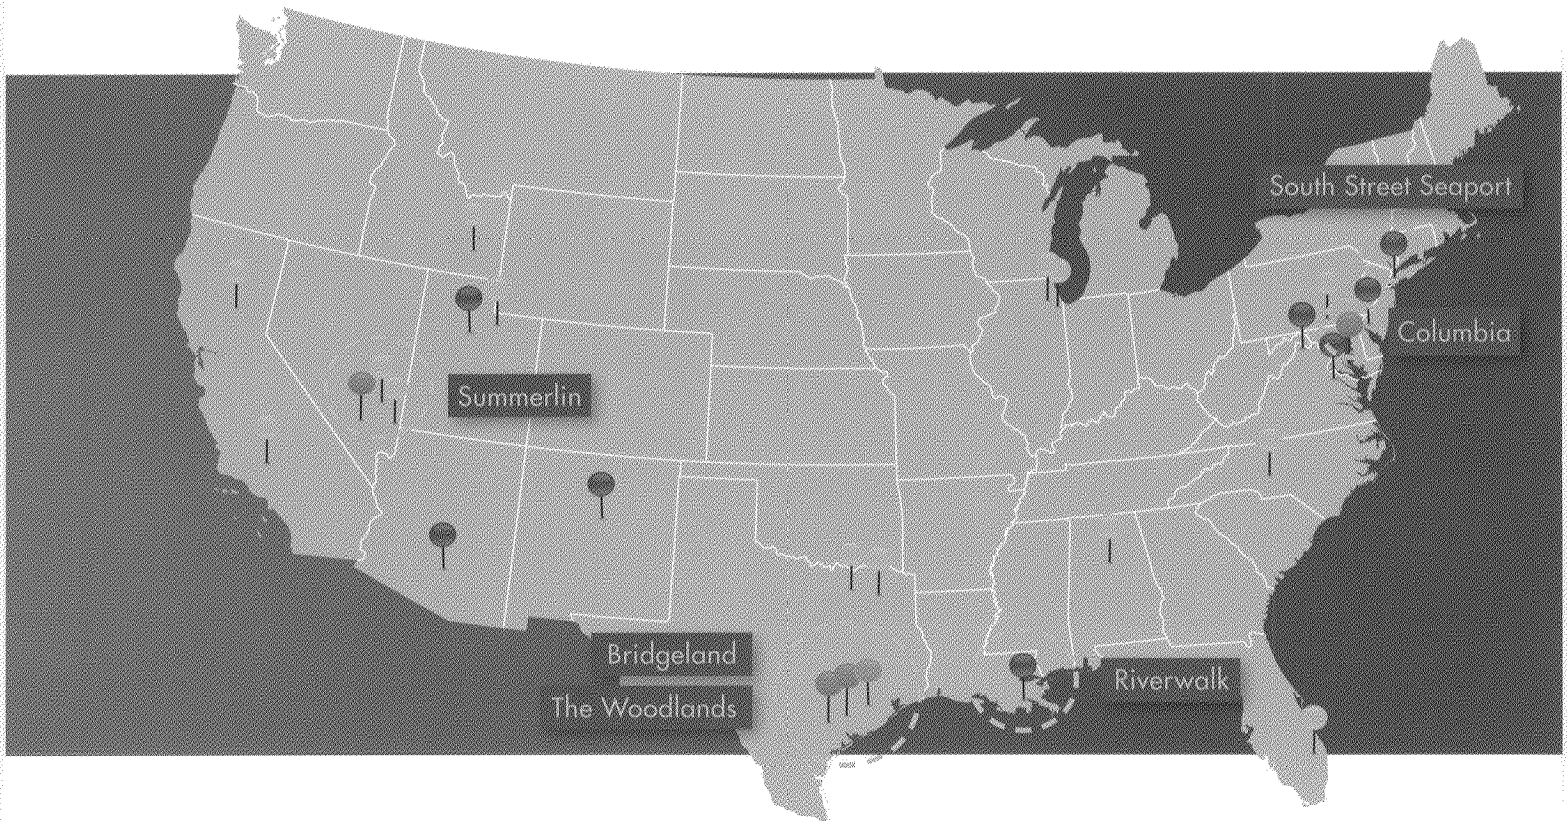 South Street Seaport
Columbia
Summerlin
Bridgeland
The Woodlands
Riverwalk